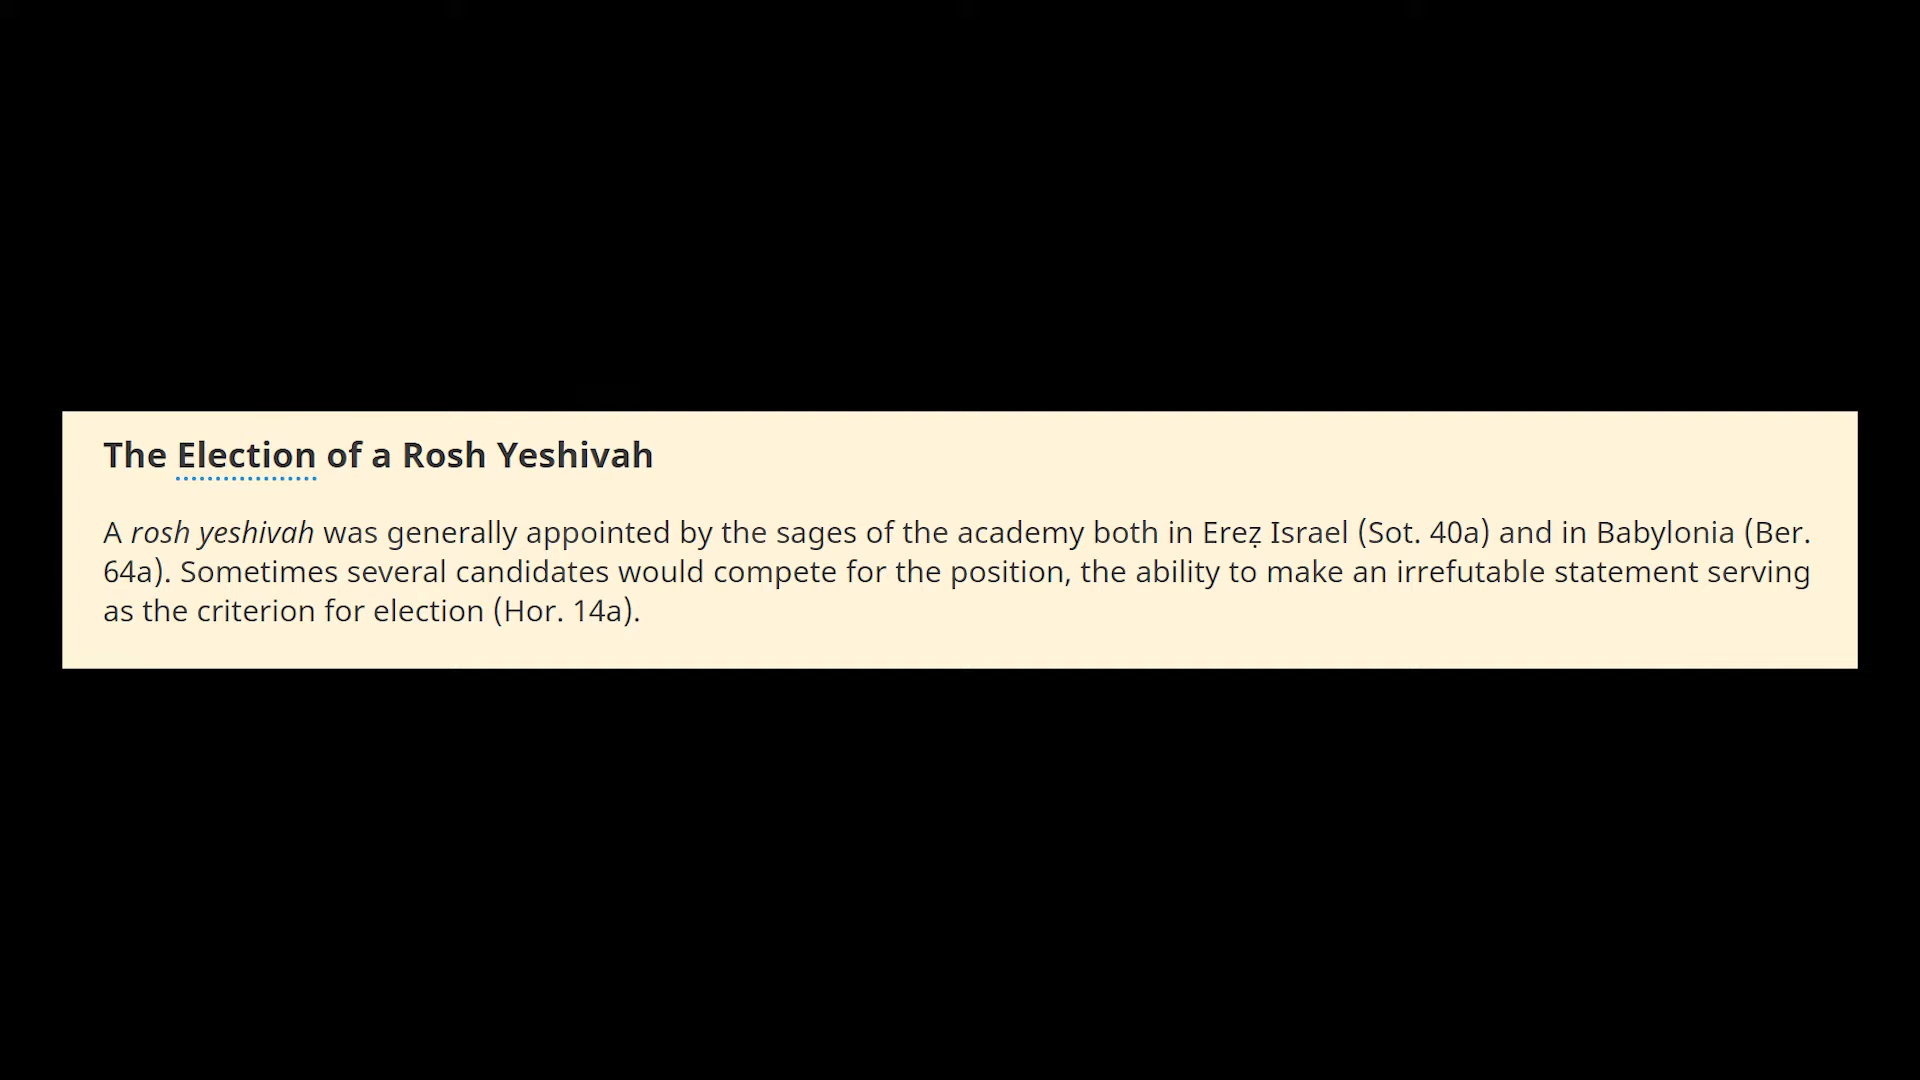 The Election of a Rosh Yeshivah
A rosh yeshivah was generally appointed by the sages of the academy both in Ereẓ Israel (Sot. 40a) and in Babylonia (Ber.
64a). Sometimes several candidates would compete for the position, the ability to make an irrefutable statement serving
as the criterion for election (Hor. 14a).